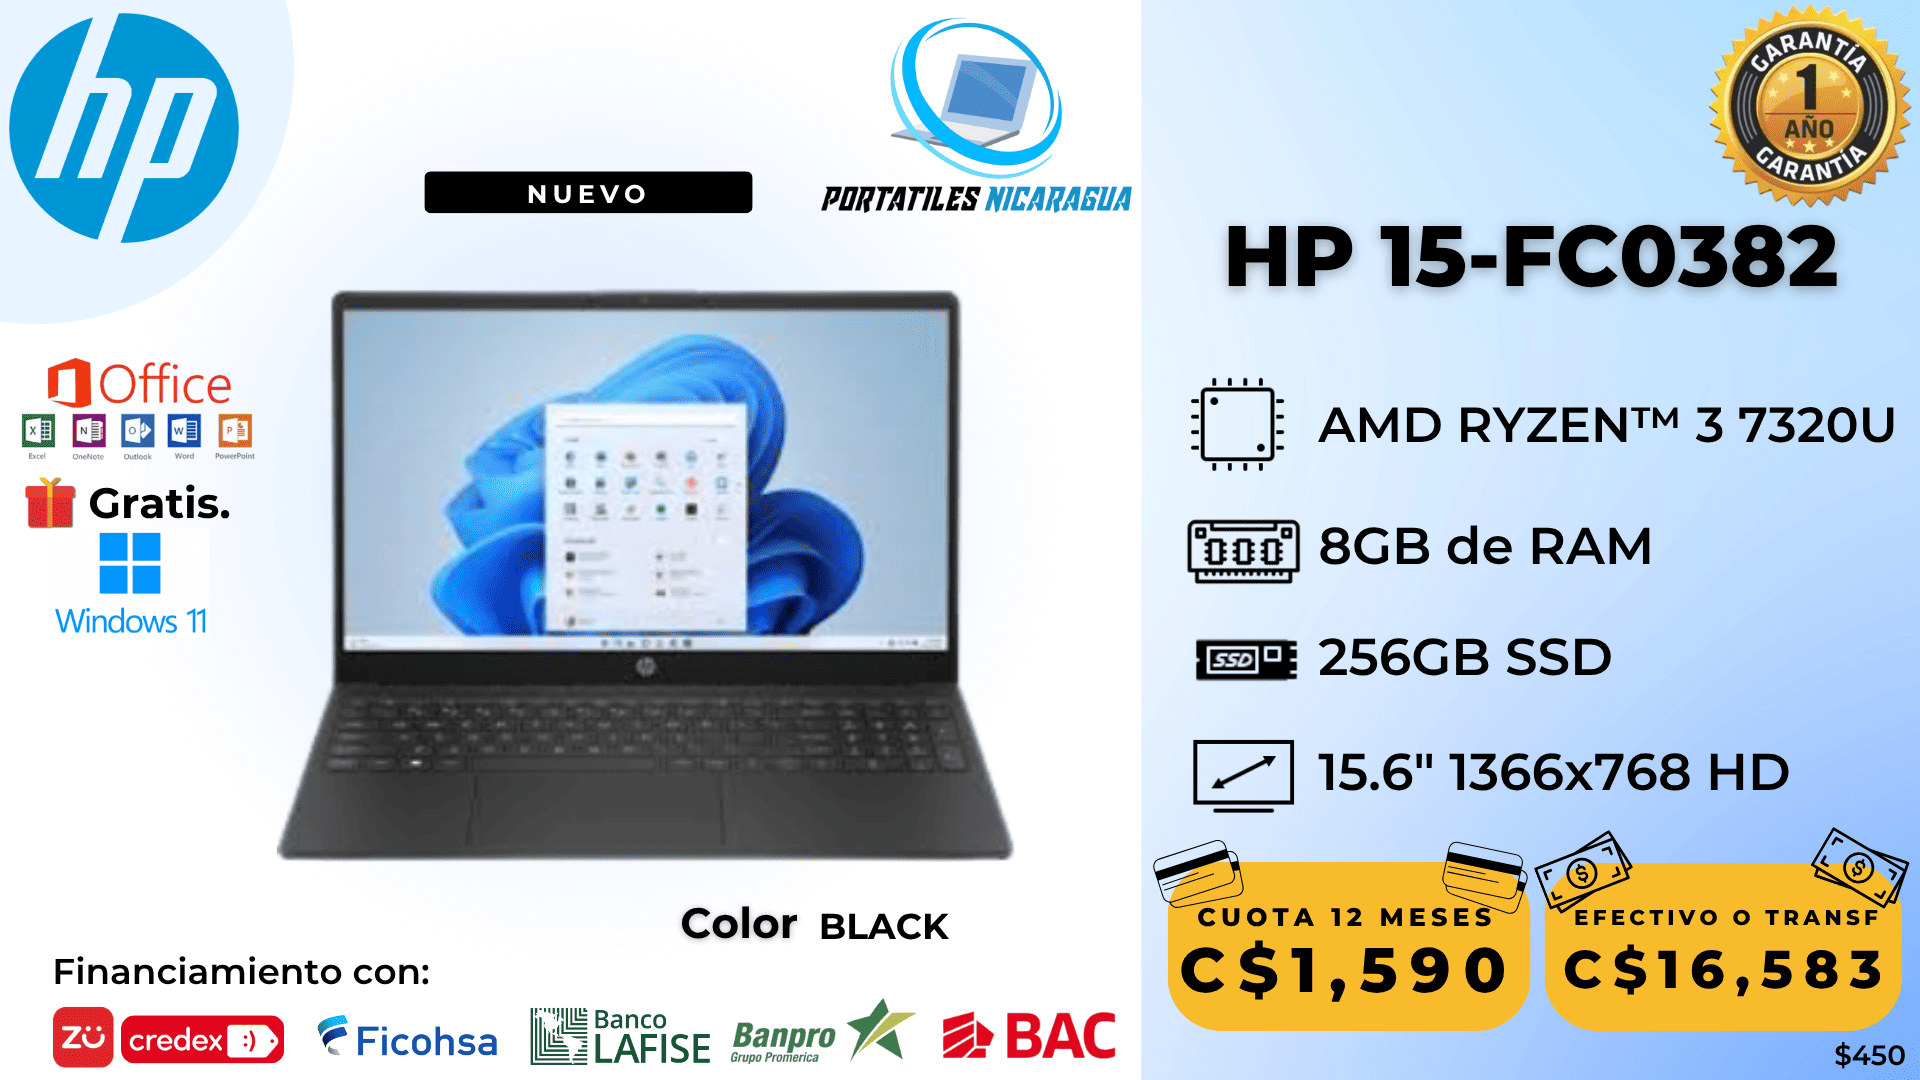 hp
NUEVO
PORTATILES NICARAGUA
GARANTÍA
1
AÑO
GARANTÍA
HP 15-FC0382
Office
Excel
OneNote
Outlook
Word
PowerPoint
Gratis.
Windows 11
hp
AMD RYZEN™ 3 7320U
8GB de RAM
SSD
256GB SSD
15.6" 1366x768 HD
Color BLACK
CUOTA 12 MESES
C$1,590
EFECTIVO O TRANSF
C$16,583
$450
Financiamiento con:
ZU
credex :)
Ficohsa
Banco
LAFISE
Banpro
Grupo Promerica
BAC